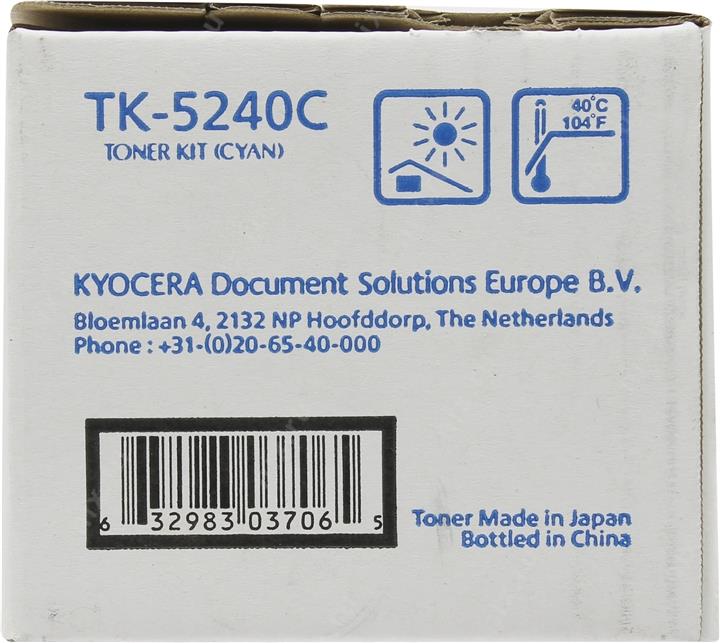 TK-5240C
TONER KIT (CYAN)
40°C
104°F
KYOCERA Document Solutions Europe B.V.
Bloemlaan 4, 2132 NP Hoofddorp, The Netherlands
Phone : +31-(0)20-65-40-000
6 32983 03706 5
Toner Made in Japan
Bottled in China